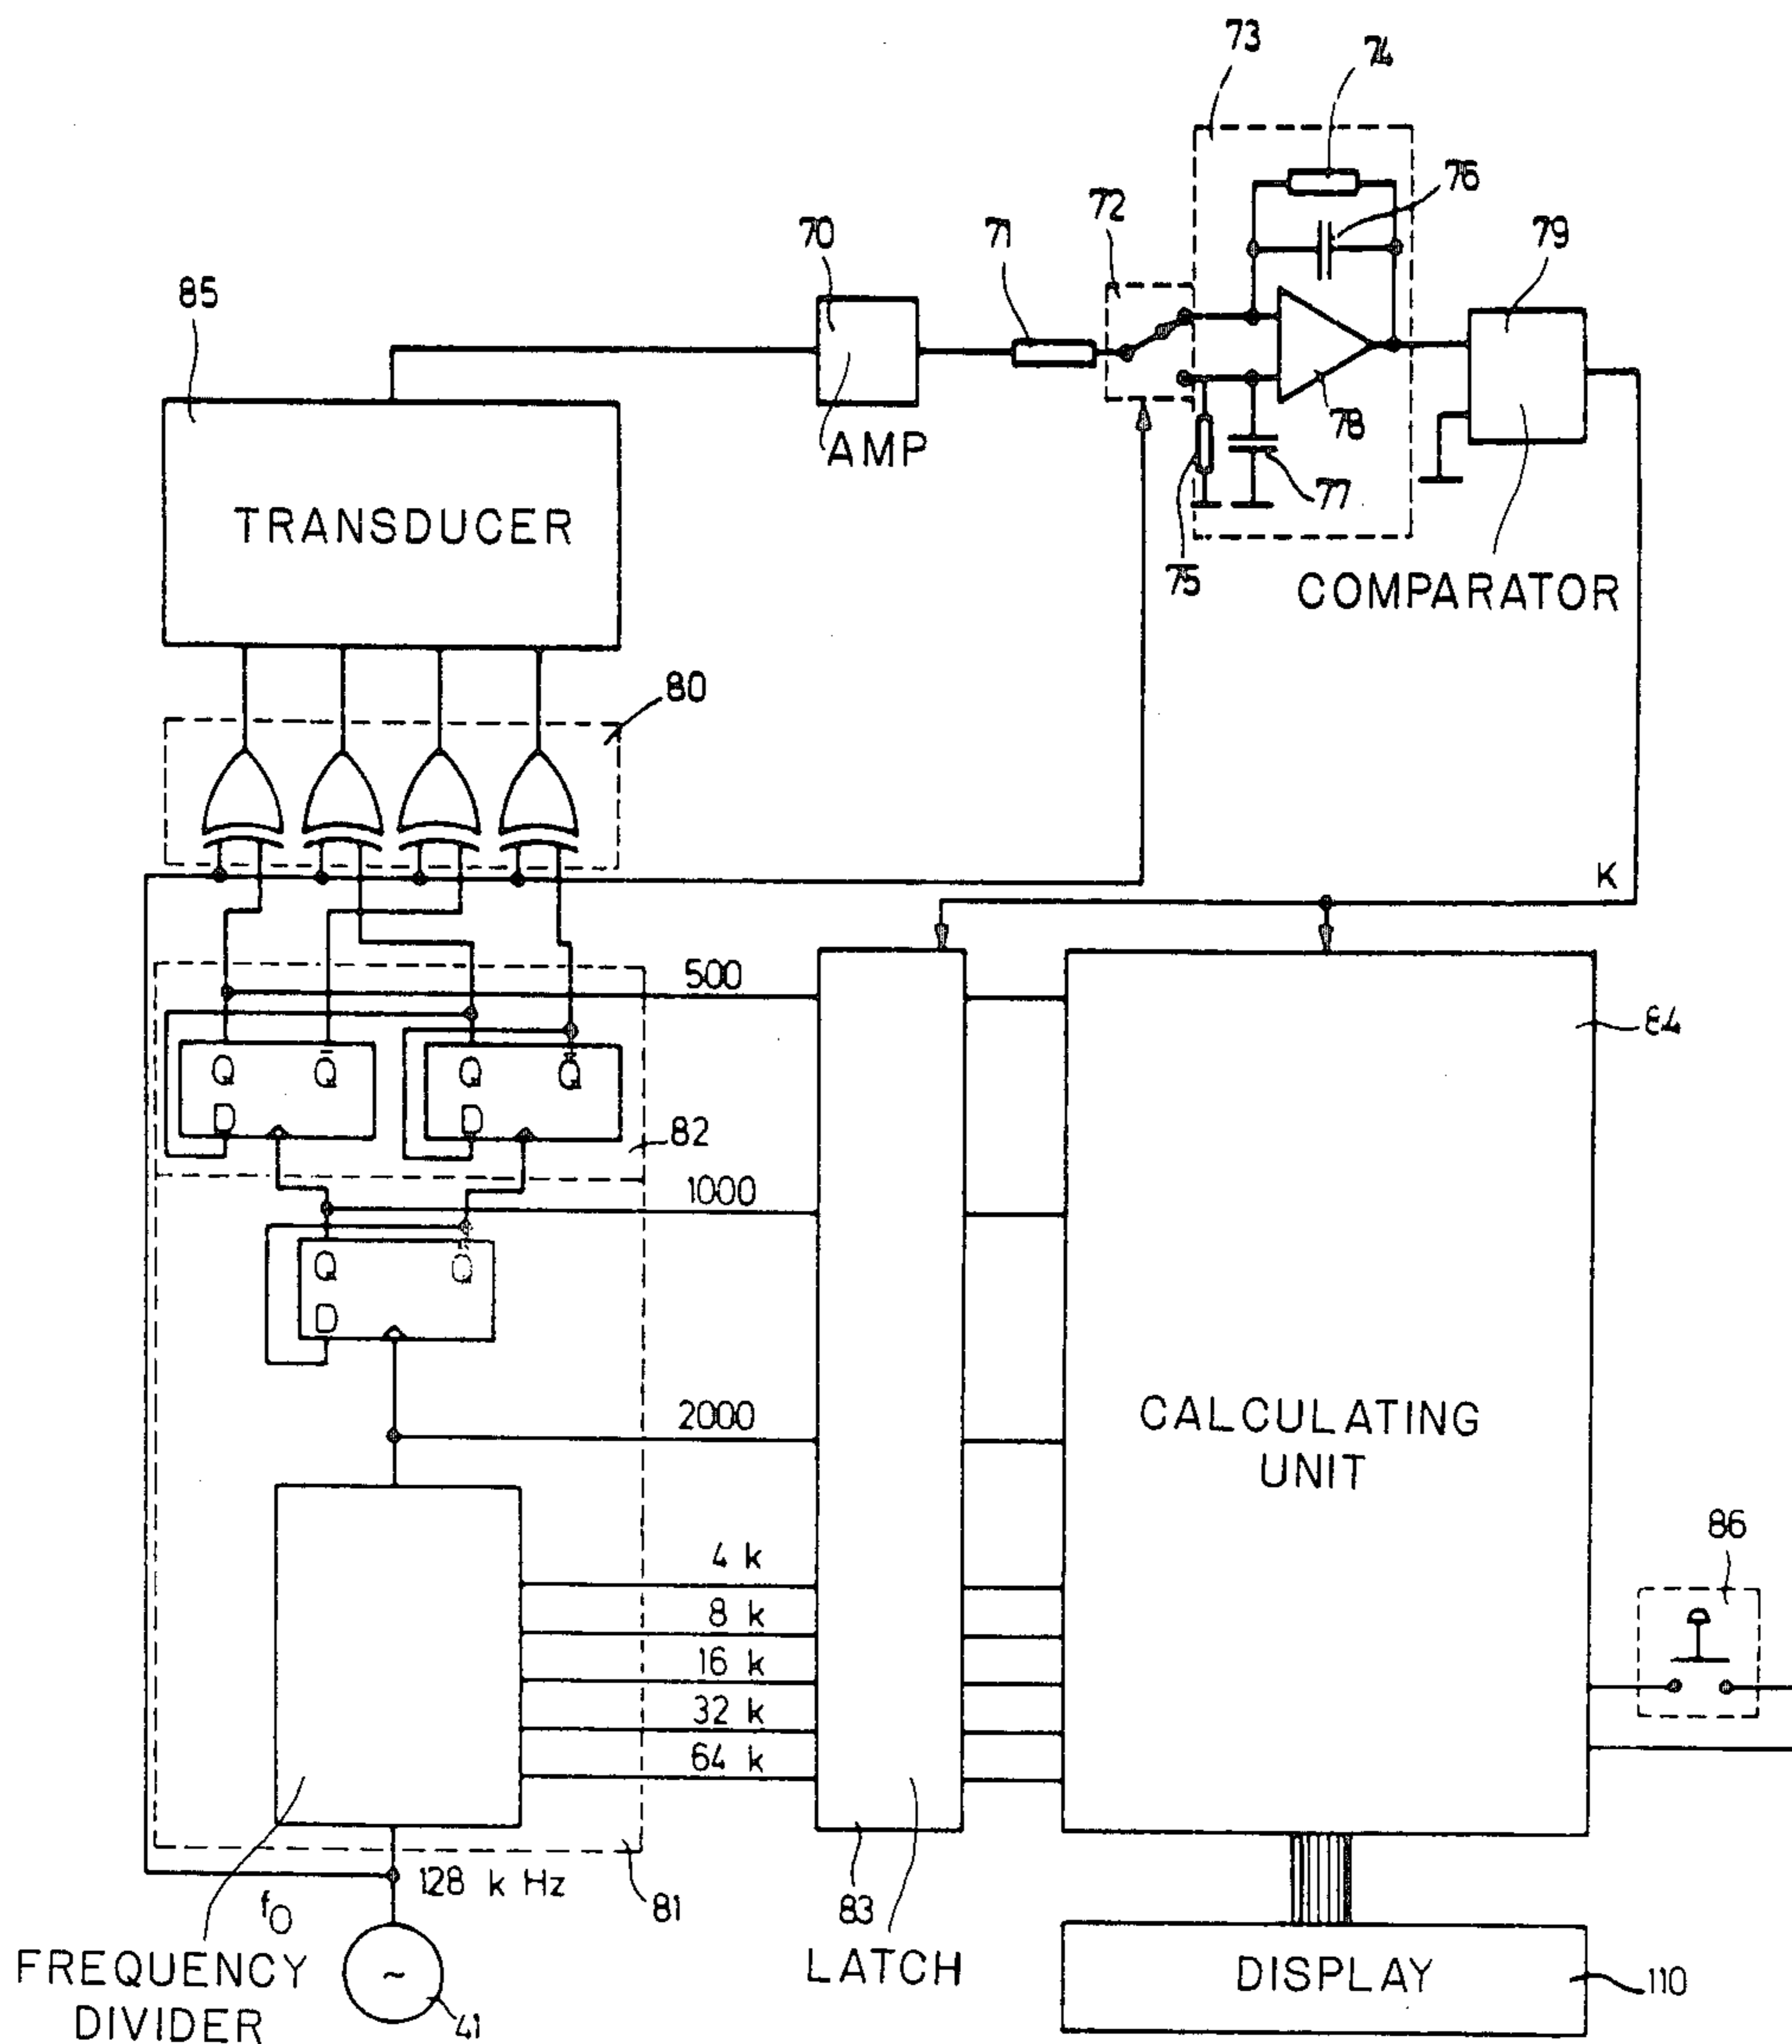 74
73
76
72
70
71
79
85
AMP
78
TRANSDUCER
75
77
COMPARATOR
80
K
500
84
Q
Q̅
Q
Q̅
D
D
82
1000
Q
Q̅
D
2000
CALCULATING
UNIT
86
4 k
8 k
16 k
32 k
64 k
128 k Hz
81
83
f0
FREQUENCY
DIVIDER
~
41
LATCH
DISPLAY
110